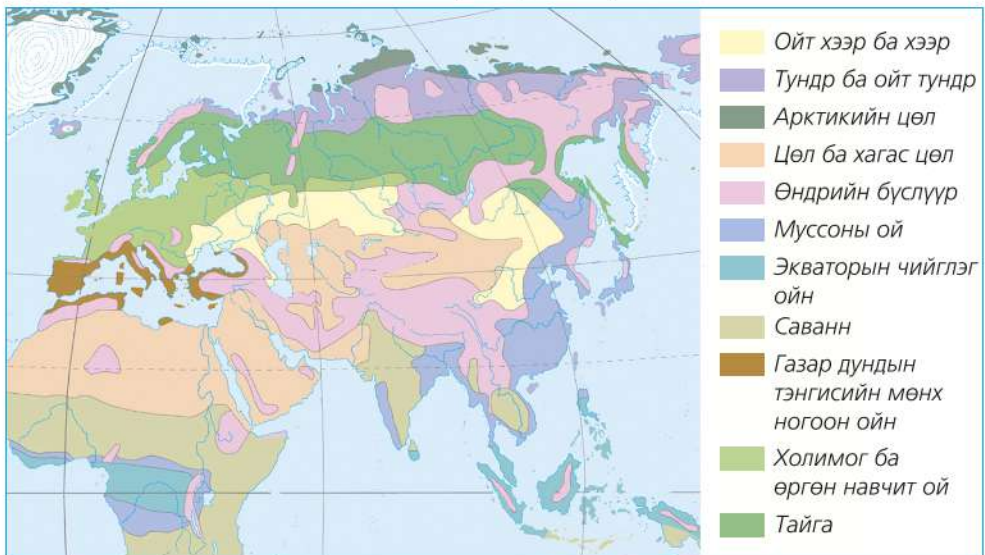 Ойт хээр ба хээр
Тундр ба ойт тундр
Арктикийн цөл
Цөл ба хагас цөл
Өндрийн бүслүүр
Муссоны ой
Экваторын чийглэг
ойн
Саванн
Газар дундын
тэнгисийн мөнх
ногоон ойн
Холимог ба
өргөн навчит ой
Тайга